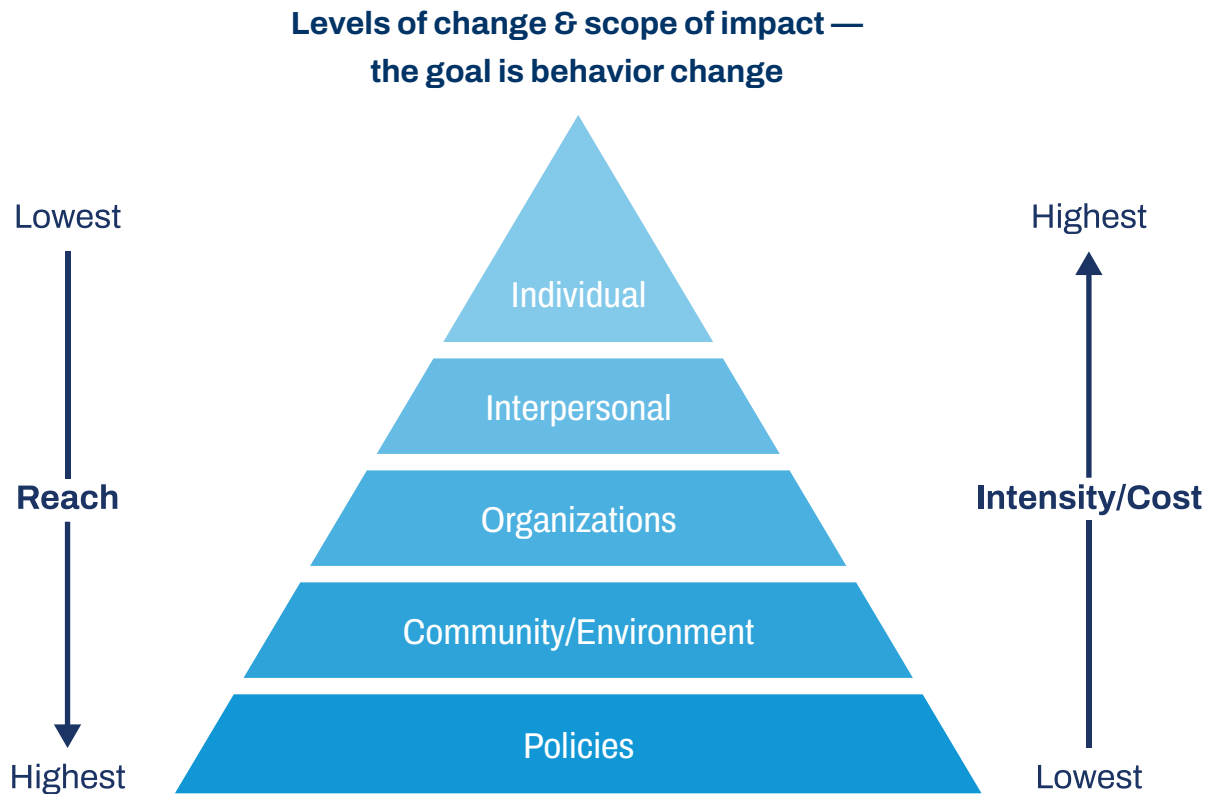 Levels of change & scope of impact —
the goal is behavior change
Lowest
Highest
Individual
Interpersonal
Reach
Intensity/Cost
Organizations
Community/Environment
Policies
Highest
Lowest